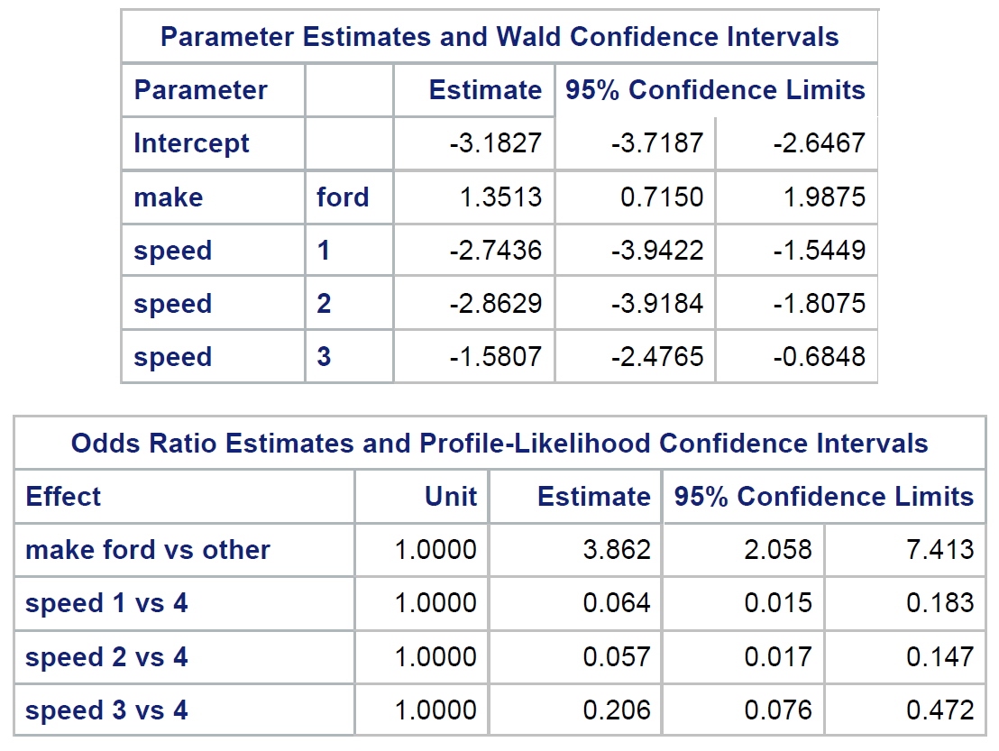 Parameter Estimates and Wald Confidence Intervals
Parameter Estimate 95% Confidence Limits
Intercept -3.1827 -3.7187 -2.6467
make ford 1.3513 0.7150 1.9875
speed 1 -2.7436 -3.9422 -1.5449
speed 2 -2.8629 -3.9184 -1.8075
speed 3 -1.5807 -2.4765 -0.6848
Odds Ratio Estimates and Profile-Likelihood Confidence Intervals
Effect Unit Estimate 95% Confidence Limits
make ford vs other 1.0000 3.862 2.058 7.413
speed 1 vs 4 1.0000 0.064 0.015 0.183
speed 2 vs 4 1.0000 0.057 0.017 0.147
speed 3 vs 4 1.0000 0.206 0.076 0.472